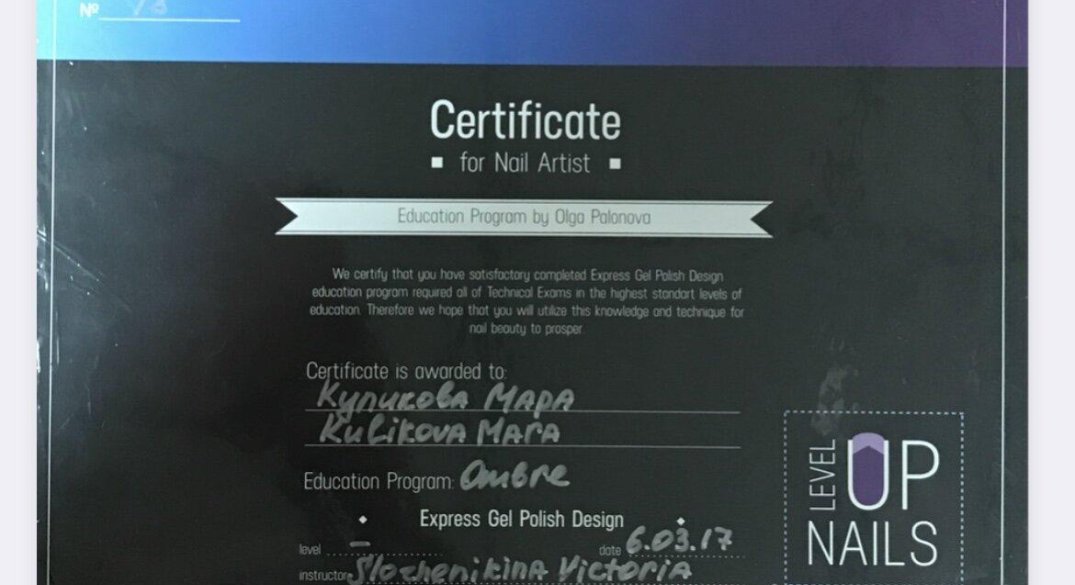 № 73
Certificate
for Nail Artist
Education Program by Olga Palonova
We certify that you have satisfactory completed Express Gel Polish Design
education program required all of Technical Exams in the highest standart levels of
education. Therefore we hope that you will utilize this knowledge and technique for
nail beauty to prosper.
Certificate is awarded to:
Куликова Мара
Kulikova Mara
Education Program: Ombre
Express Gel Polish Design
level – date 6.03.17
instructor Slozhenikina Victoria
LEVEL UP
NAILS